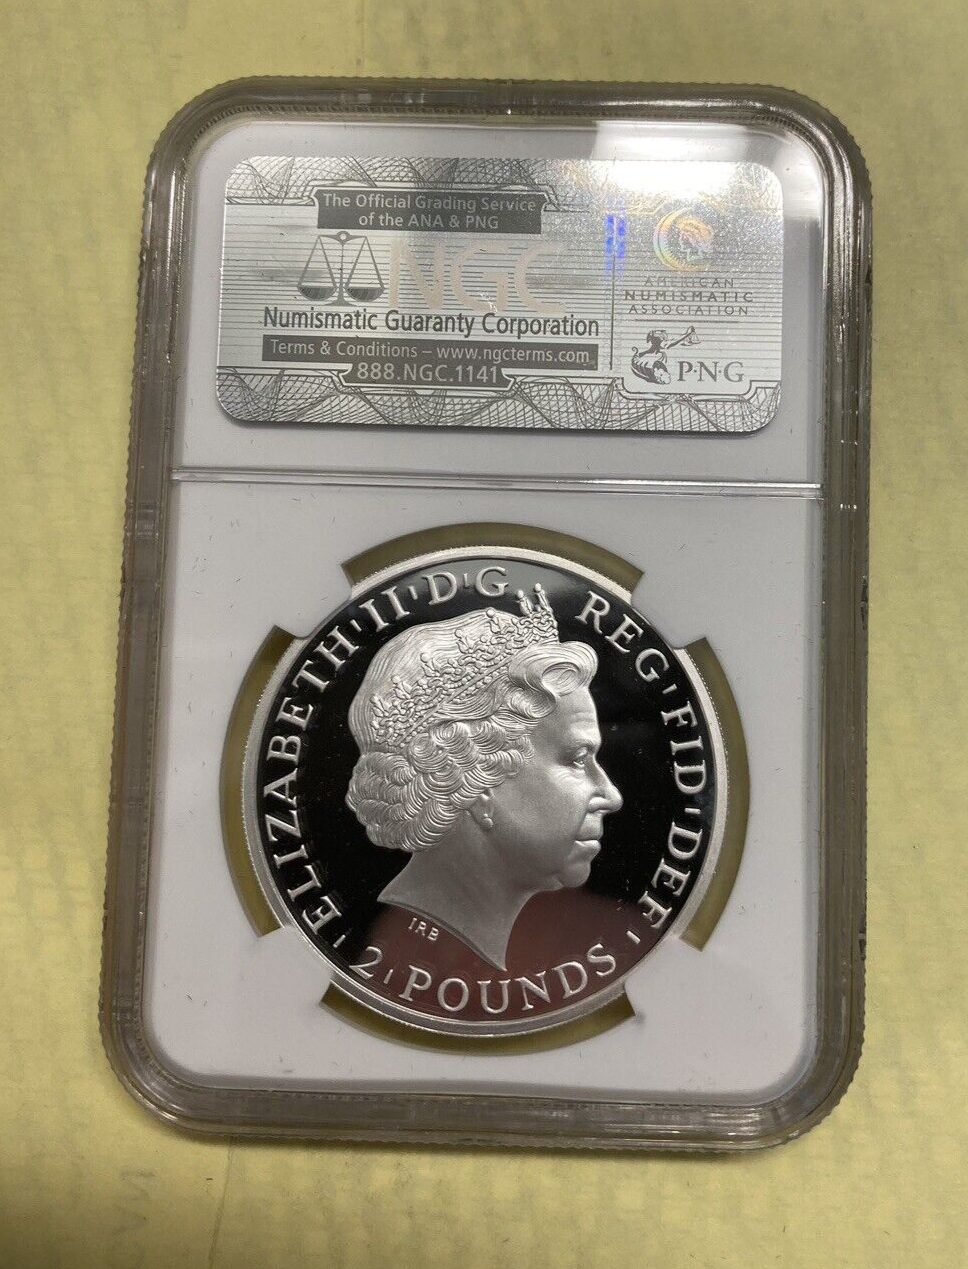 The Official Grading Service
of the ANA & PNG
NGC
Numismatic Guaranty Corporation
Terms & Conditions – www.ngcterms.com
888.NGC.1141
AMERICAN
NUMISMATIC
ASSOCIATION
P·N·G
ELIZABETH·II·D·G
REG·FID·DEF·
2·POUNDS
IRB